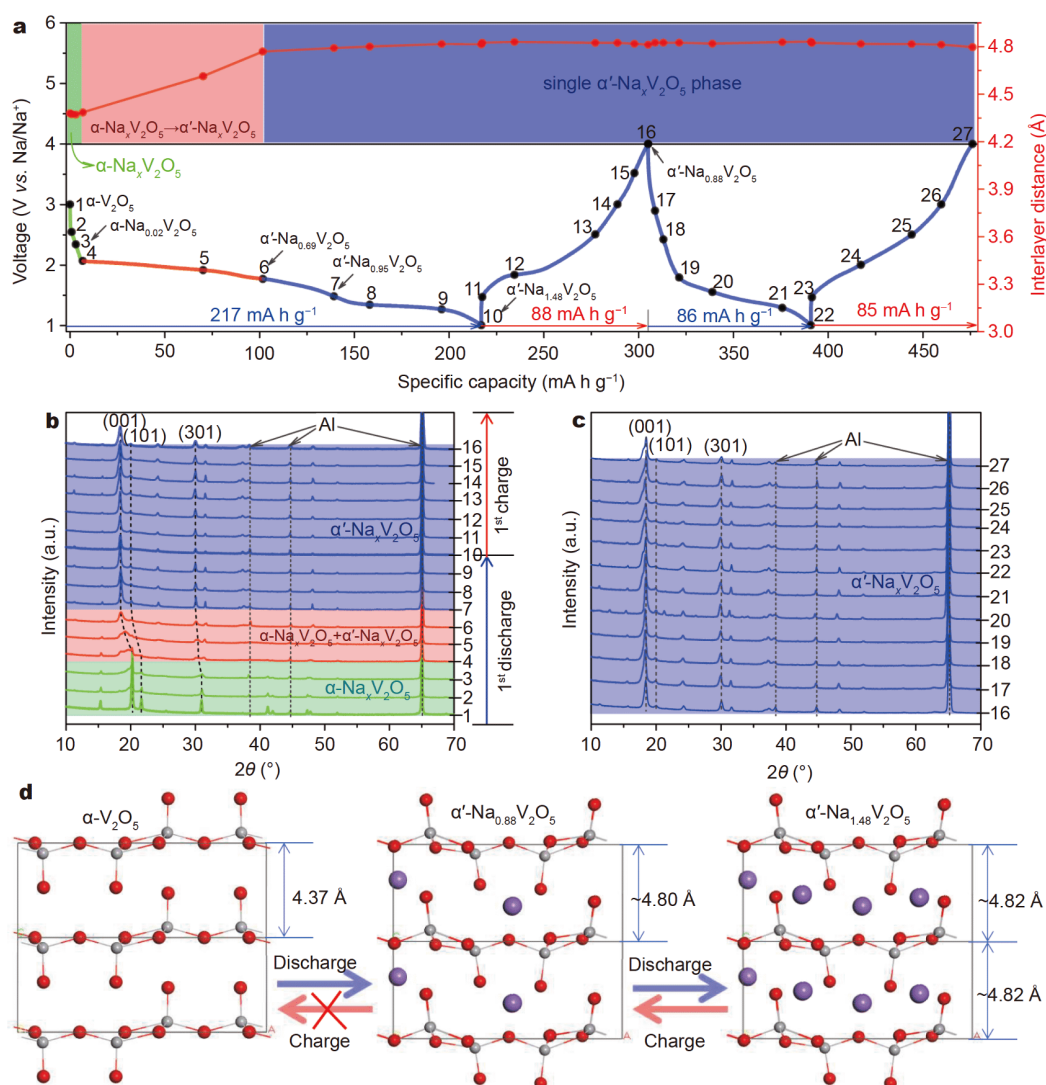 a
Voltage (V vs. Na/Na⁺)
6
5
4
3
2
1
4.8
4.5
4.2
3.9
3.6
3.3
3.0
Interlayer distance (Å)
single α′-NaₓV₂O₅ phase
α-NaₓV₂O₅→α′-NaₓV₂O₅
α-NaₓV₂O₅
1 α-V₂O₅
2
3 α-Na₀.₀₂V₂O₅
4
5
6 α′-Na₀.₆₉V₂O₅
7 α′-Na₀.₉₅V₂O₅
8
9
10 α′-Na₁.₄₈V₂O₅
11
12
13
14
15
16 α′-Na₀.₈₈V₂O₅
17
18
19
20
21
22
23
24
25
26
27
217 mA h g⁻¹
88 mA h g⁻¹
86 mA h g⁻¹
85 mA h g⁻¹
0 50 100 150 200 250 300 350 400 450
Specific capacity (mA h g⁻¹)
b
(001)
(101)
(301)
Al
16
15
14
13
12
11
10
9
8
7
6
5
4
3
2
1
α′-NaₓV₂O₅
α-NaₓV₂O₅+α′-NaₓV₂O₅
α-NaₓV₂O₅
1ˢᵗ charge
1ˢᵗ discharge
Intensity (a.u.)
10 20 30 40 50 60 70
2θ (°)
c
(001)
(101)
(301)
Al
27
26
25
24
23
22
21
20
19
18
17
16
α′-NaₓV₂O₅
Intensity (a.u.)
10 20 30 40 50 60 70
2θ (°)
d
α-V₂O₅
4.37 Å
Discharge
Charge
α′-Na₀.₈₈V₂O₅
~4.80 Å
Discharge
Charge
α′-Na₁.₄₈V₂O₅
~4.82 Å
~4.82 Å